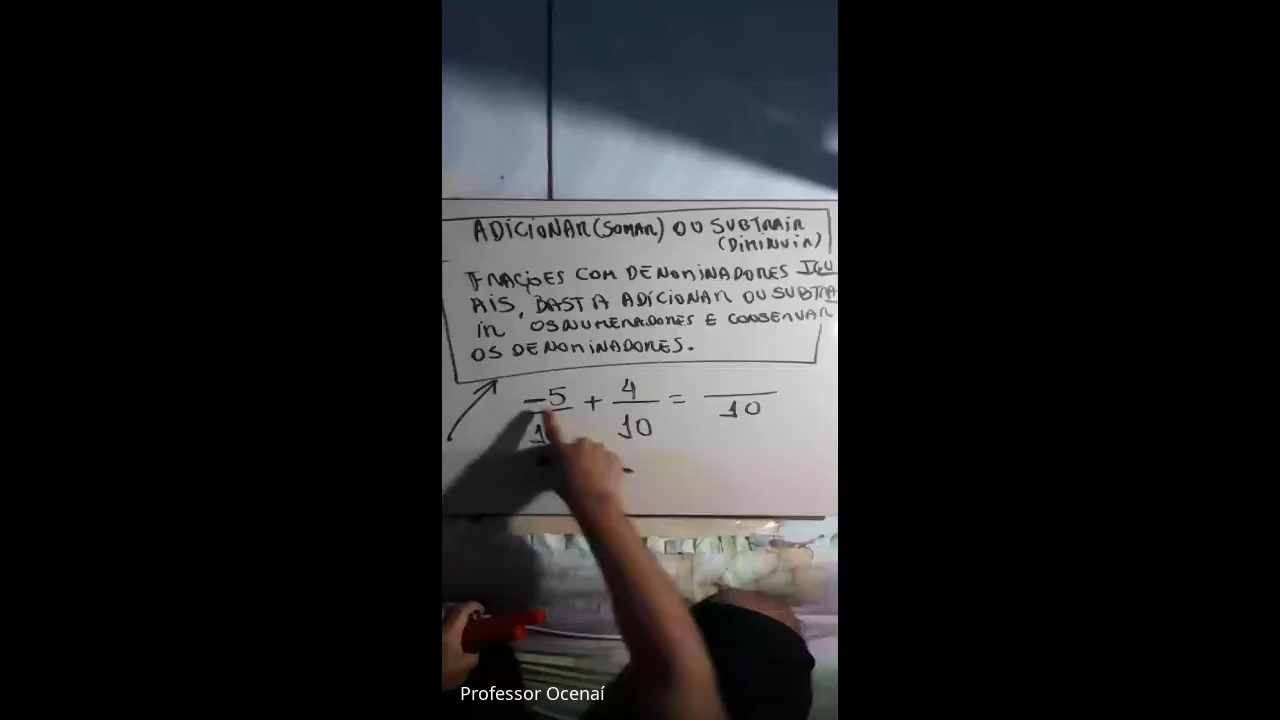 ADICIONAR (SOMAR) OU SUBTRAIR
(DIMINUIR)
FRAÇOES COM DENOMINADORES IGU
AIS, BASTA ADICIONAR OU SUBTRA
IR OS NUMERADORES E CONSERVAR
OS DENOMINADORES.
-5 + 4 =
10 10
Professor Ocenaí